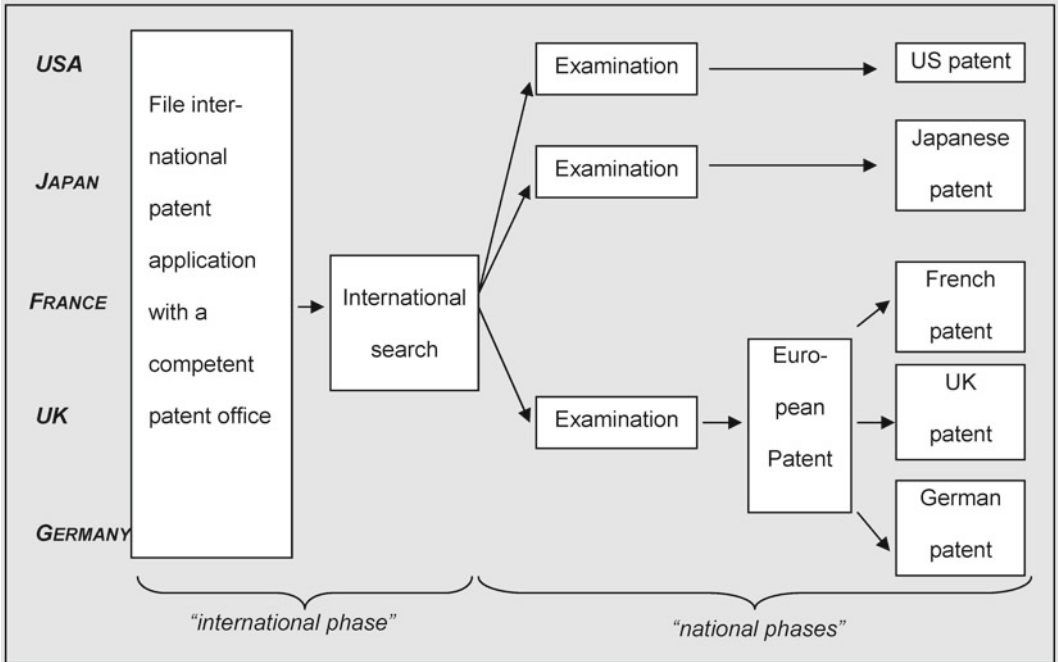 USA
JAPAN
FRANCE
UK
GERMANY
File inter-
national
patent
application
with a
competent
patent office
International
search
Examination
US patent
Examination
Japanese
patent
Examination
Euro-
pean
Patent
French
patent
UK
patent
German
patent
“international phase”
“national phases”